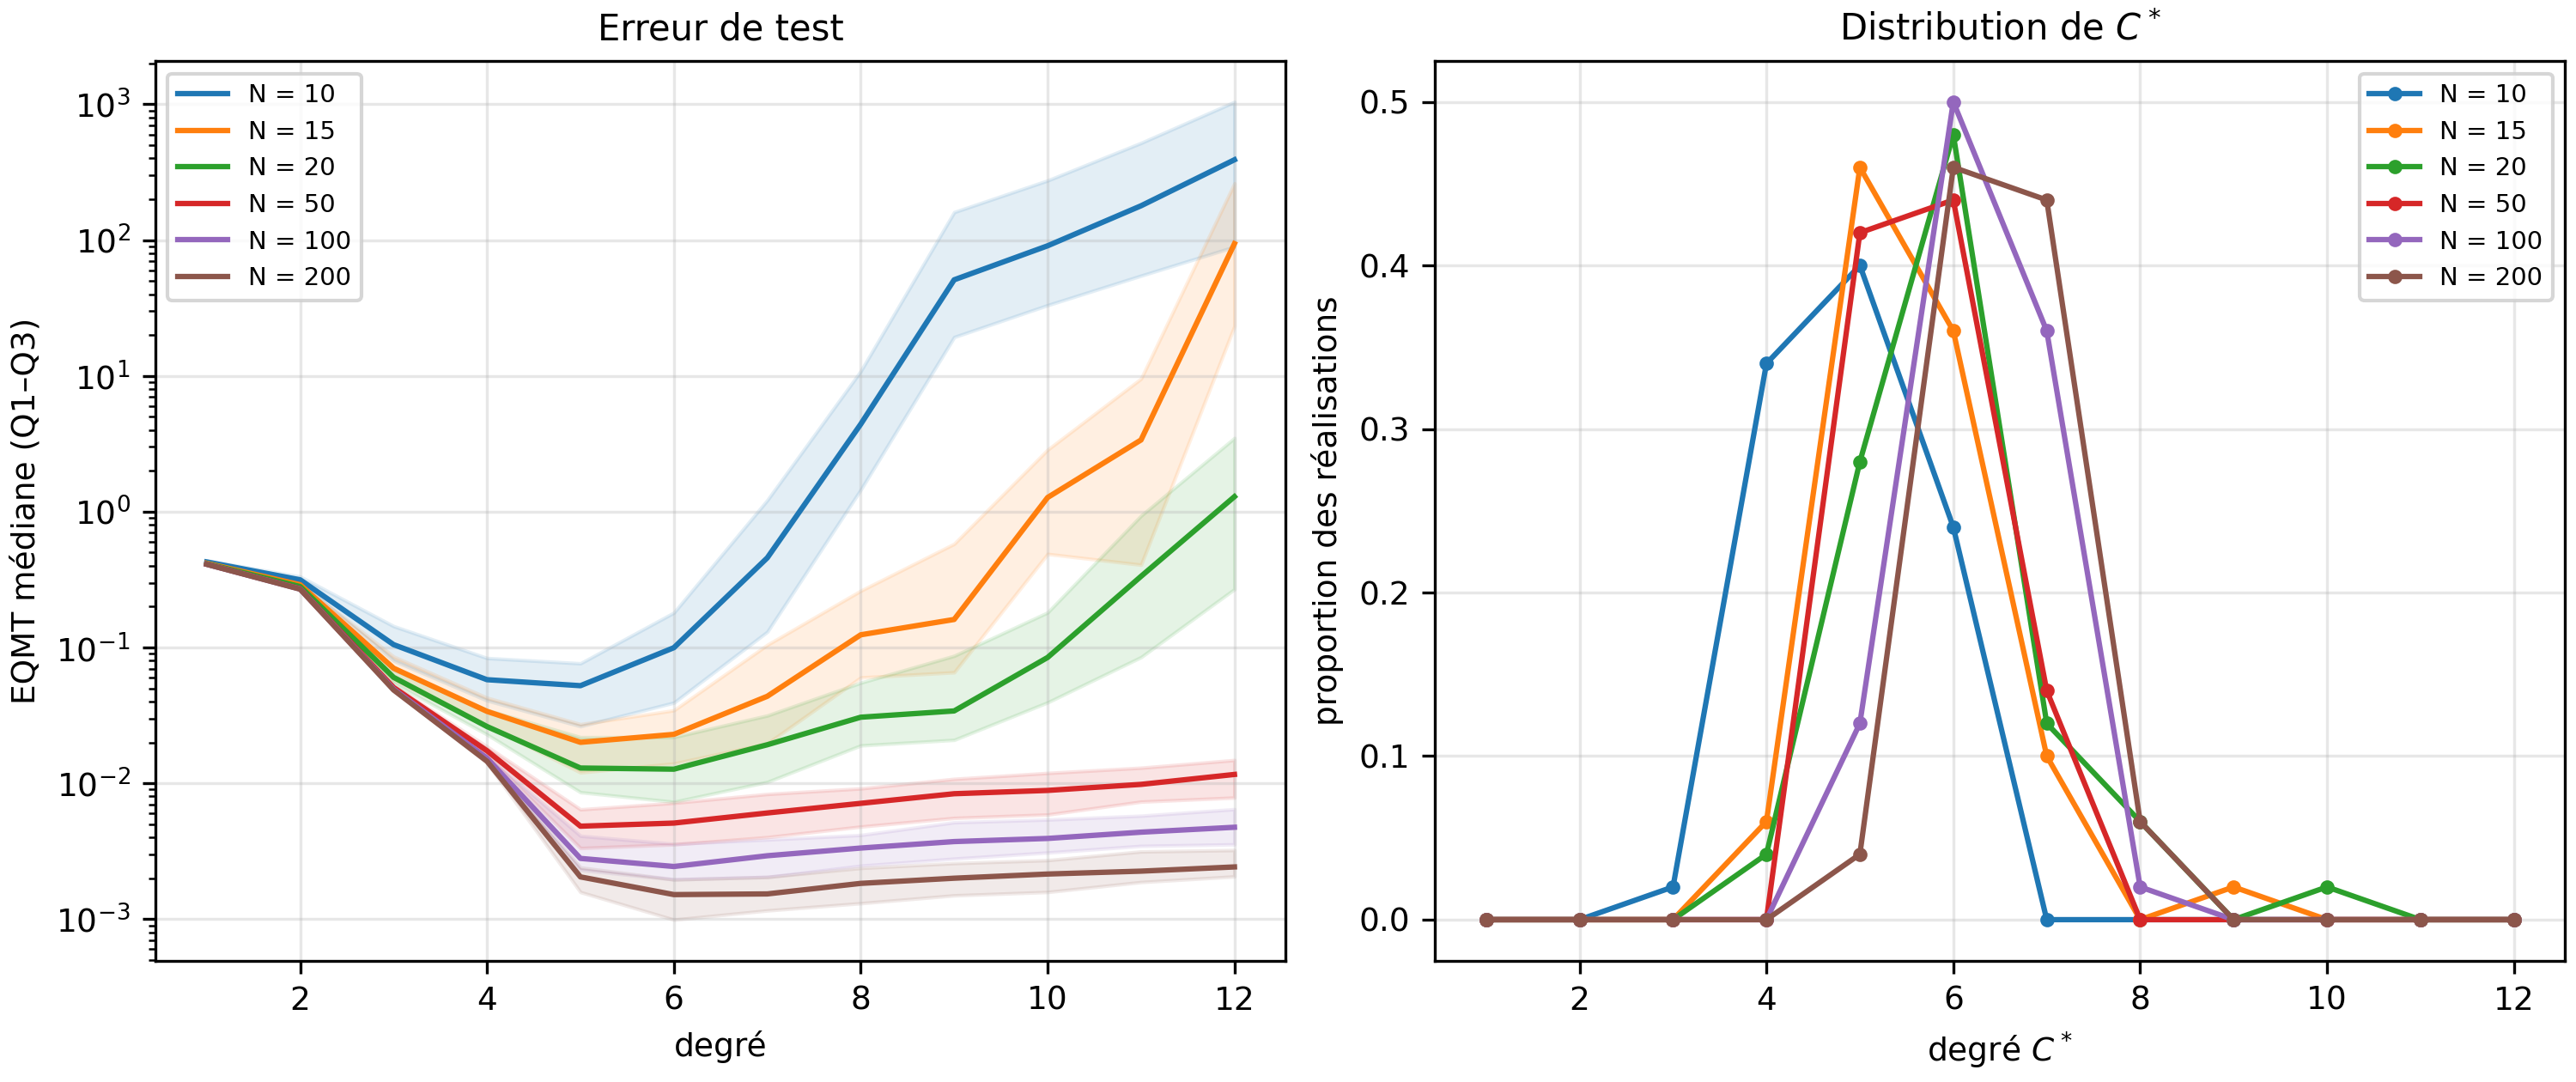 Erreur de test
EQMT médiane (Q1–Q3)
10³
10²
10¹
10⁰
10⁻¹
10⁻²
10⁻³
N = 10
N = 15
N = 20
N = 50
N = 100
N = 200
2 4 6 8 10 12
degré
Distribution de C*
proportion des réalisations
0.5
0.4
0.3
0.2
0.1
0.0
N = 10
N = 15
N = 20
N = 50
N = 100
N = 200
2 4 6 8 10 12
degré C*